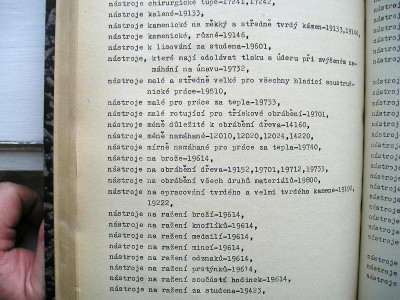 nástroje chirurgické tupé-17241,17242,
nástroje kalené-19133,
nástroje kamenické na měkký a středně tvrdý kámen-19133,19140,
nástroje kamenické, různé-19146,
nástroje k lisování za studena-19601,
nástroje, které mají odolávat tlaku a úderu při zvýšeném na-
máhání na únavu-19732,
nástroje malé a středně velké pro všechny hladicí soustruž-
nické práce-19810,
nástroje malé pro práce za tepla-19733,
nástroje malé rotující pro třískové obrábění-19701,
nástroje méně důležité k obrábění dřeva-14160,
nástroje méně namáhané-12010,12020,12024,14220,
nástroje mírně namáhané pro práce za tepla-19740,
nástroje na brože-19614,
nástroje na obrábění dřeva-19152,19701,19712,19733,
nástroje na obrábění všech druhů materiálů-19800,
nástroje na opracování tvrdého a velmi tvrdého kamene-19192,
19222,
nástroje na ražení broží-19614,
nástroje na ražení knoflíků-19614,
nástroje na ražení medailí-19614,
nástroje na ražení mincí-19614,
nástroje na ražení odznaků-19614,
nástroje na ražení prstýnků-19614,
nástroje na ražení součástí hodinek-19614,
nástroje na ražení za studena-19423,